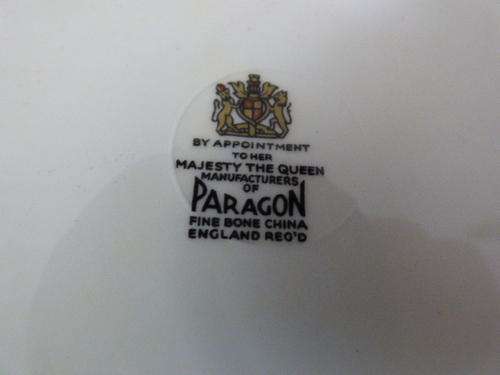 BY APPOINTMENT
TO HER
MAJESTY THE QUEEN
MANUFACTURERS
OF
PARAGON
FINE BONE CHINA
ENGLAND REG'D